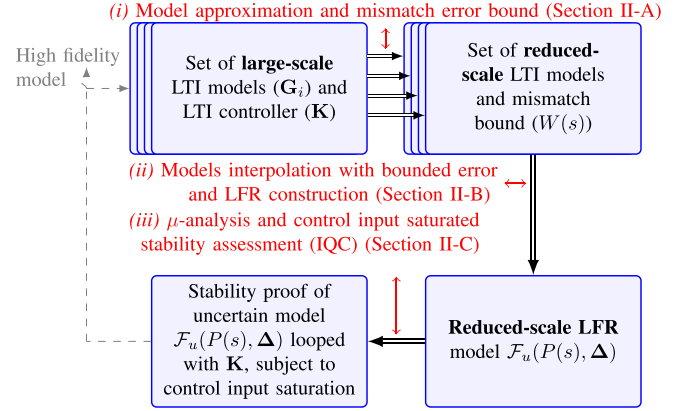 (i) Model approximation and mismatch error bound (Section II-A)
High fidelity
model
Set of large-scale
LTI models (G_i) and
LTI controller (K)
Set of reduced-
scale LTI models
and mismatch
bound (W(s))
(ii) Models interpolation with bounded error
and LFR construction (Section II-B)
(iii) μ-analysis and control input saturated
stability assessment (IQC) (Section II-C)
Stability proof of
uncertain model
𝓕_u(P(s), Δ) looped
with K, subject to
control input saturation
Reduced-scale LFR
model 𝓕_u(P(s), Δ)